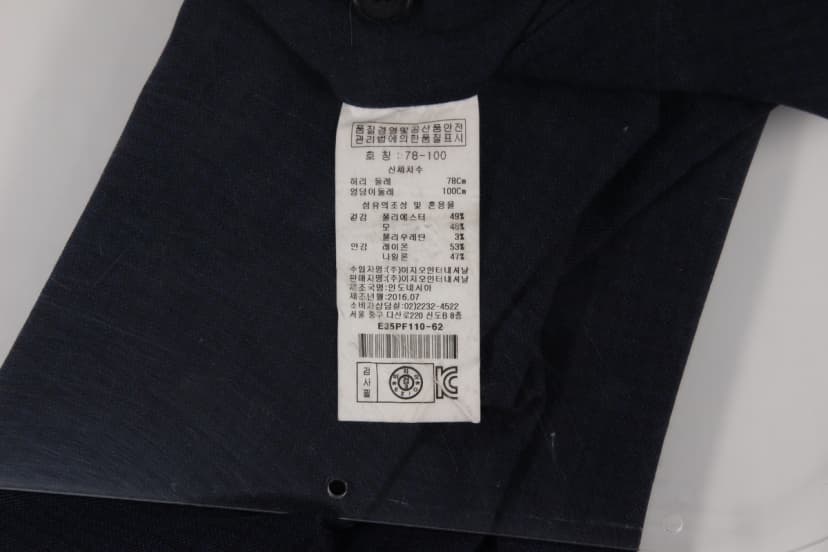 품질경영및공산품안전
관리법에의한품질표시
호 칭 : 78-100
신체치수
허리 둘레 78Cm
엉덩이둘레 100Cm
섬유의조성 및 혼용율
겉감 폴리에스터 49%
모 48%
폴리우레탄 3%
안감 레이온 53%
나일론 47%
수입자명:(주)이지오인터내셔날
판매자명:(주)이지오인터내셔날
제조국명:인도네시아
제조년월:2016.07
소비자상담실:02)2232-4522
서울 중구 다산로220 신도B 8층
E35PF110-62
검사필
KC